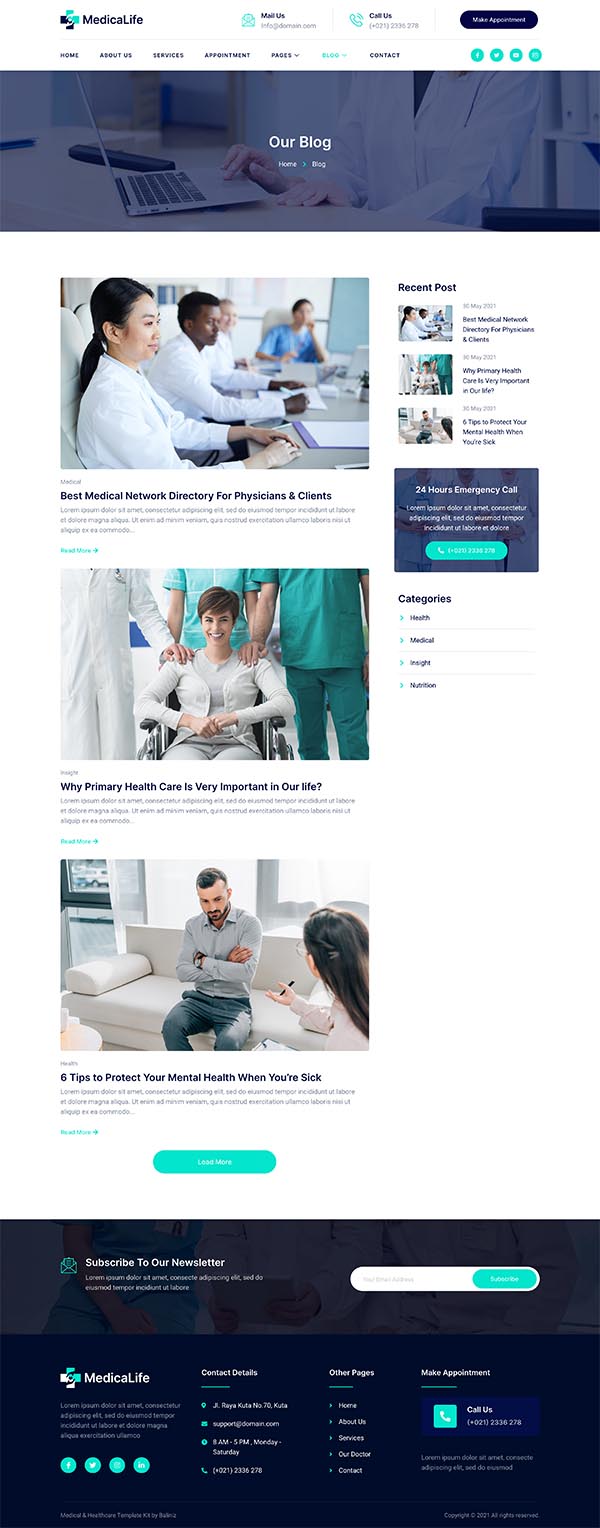 MedicaLife
Mail Us
Info@domain.com
Call Us
(+021) 2336 278
Make Appointment
HOME
ABOUT US
SERVICES
APPOINTMENT
PAGES
BLOG
CONTACT
Our Blog
Home
Blog
Medical
Best Medical Network Directory For Physicians & Clients
Lorem ipsum dolor sit amet, consectetur adipiscing elit, sed do eiusmod tempor incididunt ut labore
et dolore magna aliqua. Ut enim ad minim veniam, quis nostrud exercitation ullamco laboris nisi ut
aliquip ex ea commodo...
Read More
Insight
Why Primary Health Care Is Very Important in Our life?
Lorem ipsum dolor sit amet, consectetur adipiscing elit, sed do eiusmod tempor incididunt ut labore
et dolore magna aliqua. Ut enim ad minim veniam, quis nostrud exercitation ullamco laboris nisi ut
aliquip ex ea commodo...
Read More
Health
6 Tips to Protect Your Mental Health When You're Sick
Lorem ipsum dolor sit amet, consectetur adipiscing elit, sed do eiusmod tempor incididunt ut labore
et dolore magna aliqua. Ut enim ad minim veniam, quis nostrud exercitation ullamco laboris nisi ut
aliquip ex ea commodo...
Read More
Load More
Recent Post
30 May 2021
Best Medical Network
Directory For Physicians
& Clients
30 May 2021
Why Primary Health
Care Is Very Important
in Our life?
30 May 2021
6 Tips to Protect Your
Mental Health When
You're Sick
24 Hours Emergency Call
Lorem ipsum dolor sit amet, consectetur
adipiscing elit, sed do eiusmod tempor
incididunt ut labore et dolore
(+021) 2336 278
Categories
Health
Medical
Insight
Nutrition
Subscribe To Our Newsletter
Lorem ipsum dolor sit amet, consecte adipiscing elit, sed do
eiusmod tempor incididunt ut labore
Your Email Address
Subscribe
MedicaLife
Lorem ipsum dolor sit amet, consectetur
adipiscing elit, sed do eiusmod tempor
incididunt ut labore et dolore quis nostrud
exercitation ullamco
Contact Details
Jl. Raya Kuta No.70, Kuta
support@domain.com
8 AM - 5 PM , Monday -
Saturday
(+021) 2336 278
Other Pages
Home
About Us
Services
Our Doctor
Contact
Make Appointment
Call Us
(+021) 2336 278
Lorem ipsum dolor sit amet, consectetur
adipiscing elit, sed do eiusmod
Medical & Healthcare Template Kit by Baliniz
Copyright © 2021 All rights reserved.